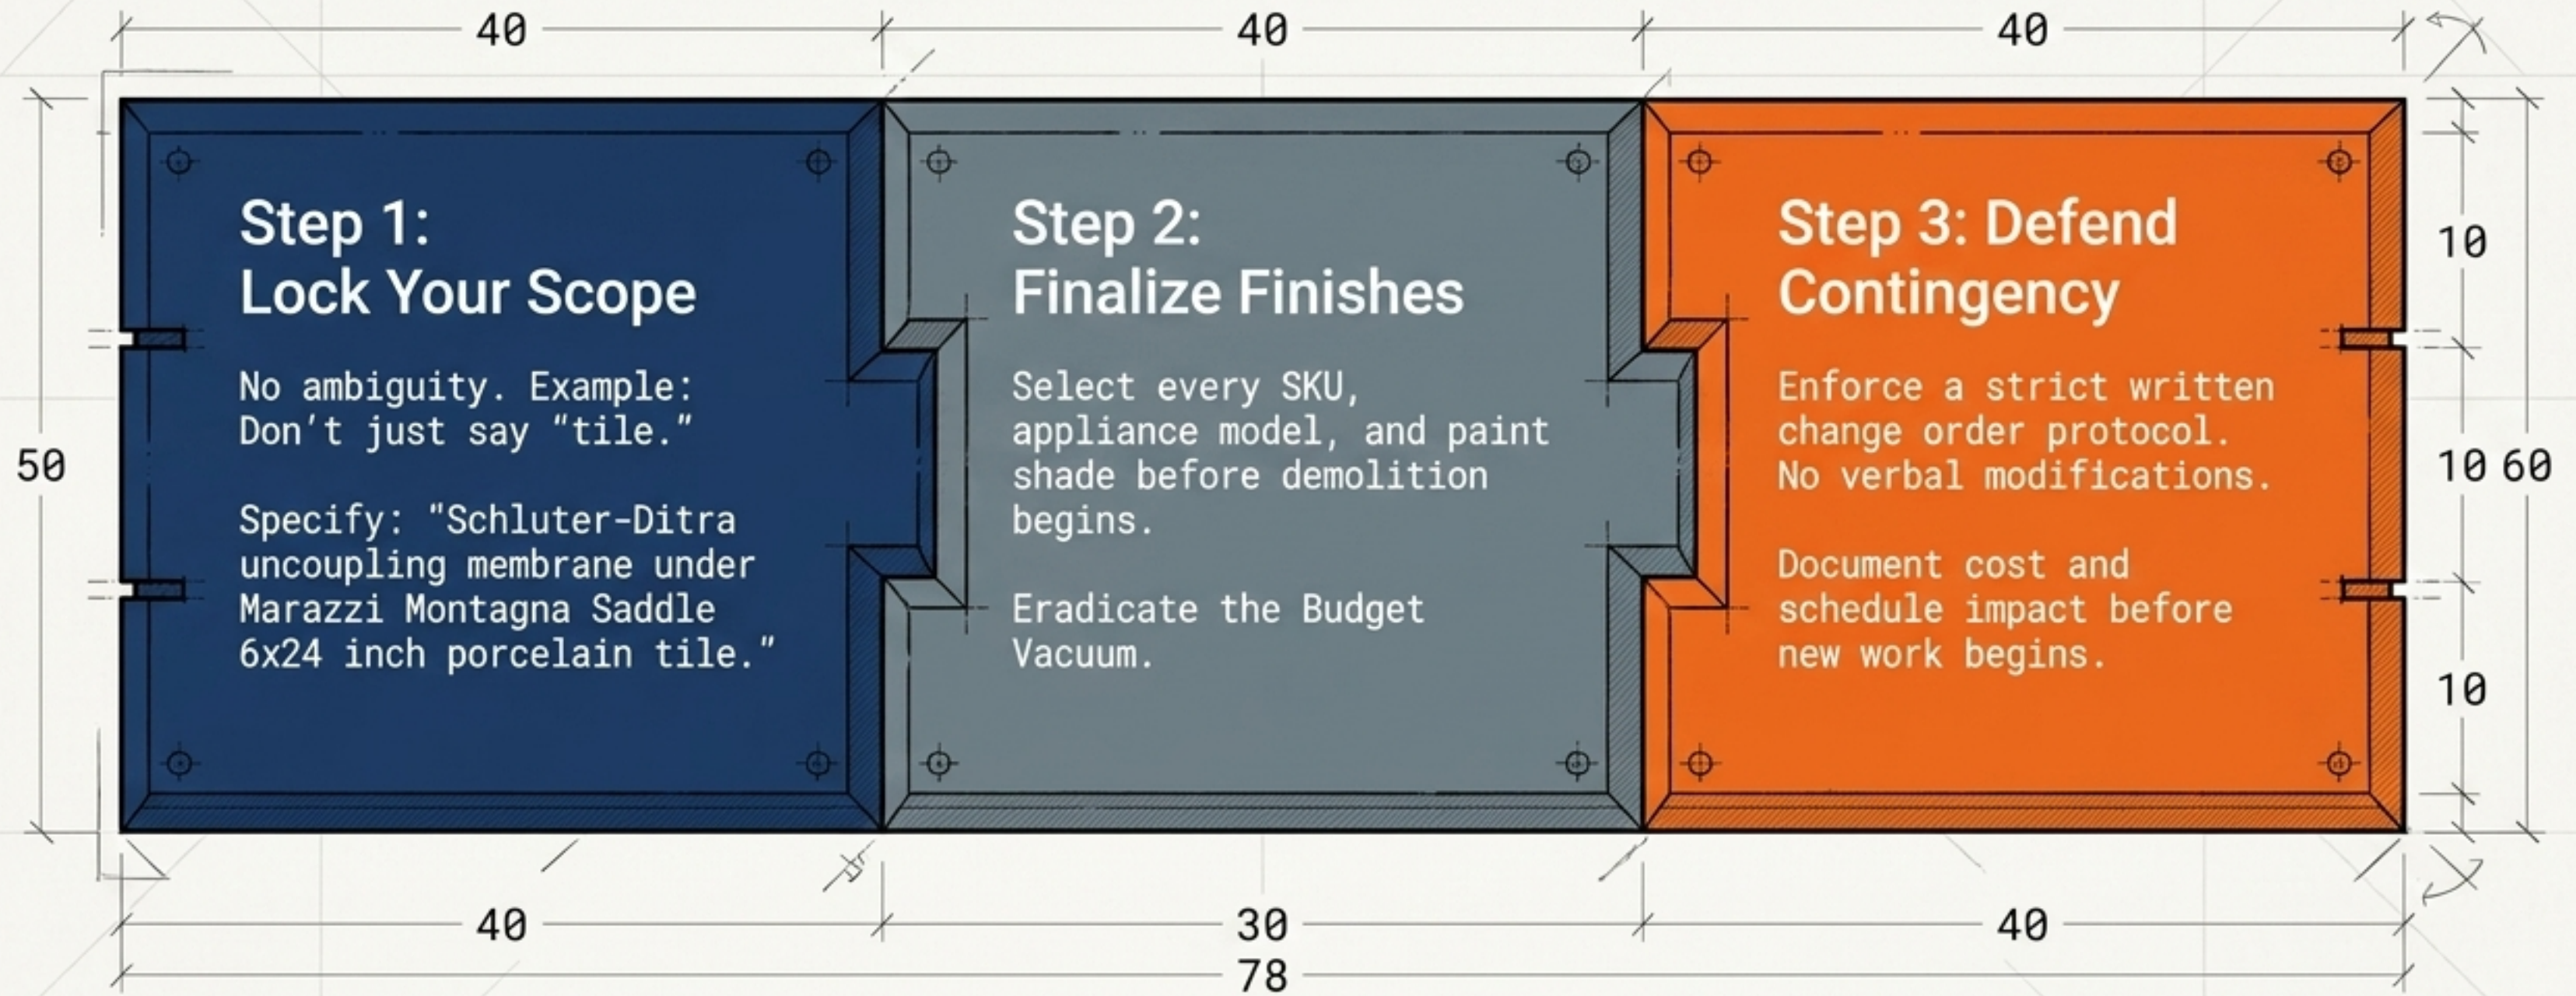 40
40
40
Step 1:
Lock Your Scope
No ambiguity. Example:
Don't just say “tile.”
Specify: "Schluter-Ditra
uncoupling membrane under
Marazzi Montagna Saddle
6x24 inch porcelain tile."
Step 2:
Finalize Finishes
Select every SKU,
appliance model, and paint
shade before demolition
begins.
Eradicate the Budget
Vacuum.
Step 3: Defend
Contingency
Enforce a strict written
change order protocol.
No verbal modifications.
Document cost and
schedule impact before
new work begins.
50
10
10
60
10
40
30
40
78